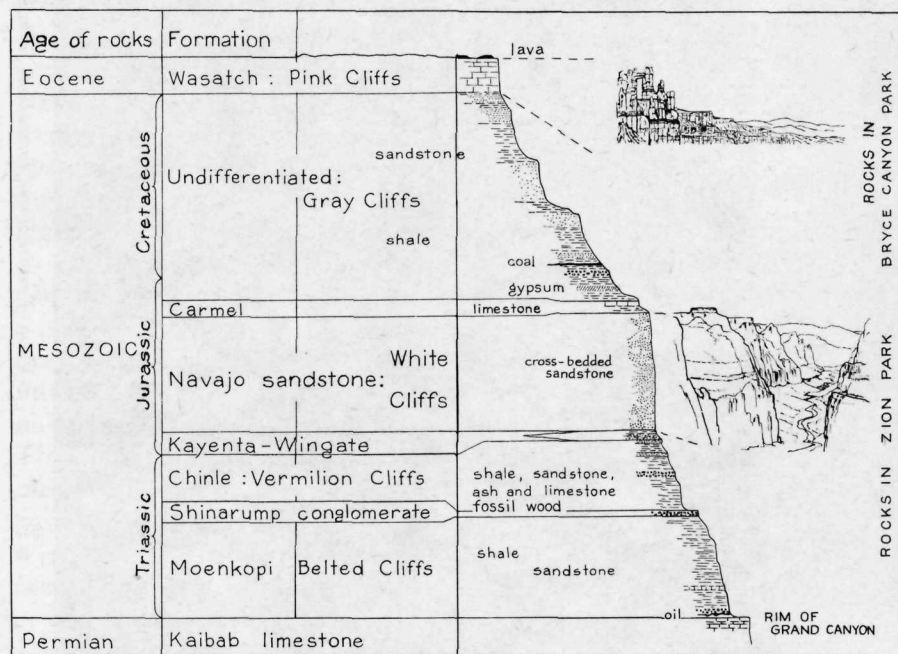 Age of rocks Formation
lava
Eocene Wasatch : Pink Cliffs
MESOZOIC
Cretaceous
Undifferentiated:
Gray Cliffs
sandstone
shale
coal
gypsum
Jurassic
Carmel limestone
Navajo sandstone:
White
Cliffs
cross-bedded
sandstone
Kayenta-Wingate
Triassic
Chinle : Vermilion Cliffs
shale, sandstone,
ash and limestone
fossil wood
Shinarump conglomerate
Moenkopi Belted Cliffs
shale
sandstone
oil
RIM OF
GRAND CANYON
Permian Kaibab limestone
ROCKS IN
BRYCE CANYON PARK
ROCKS IN ZION PARK